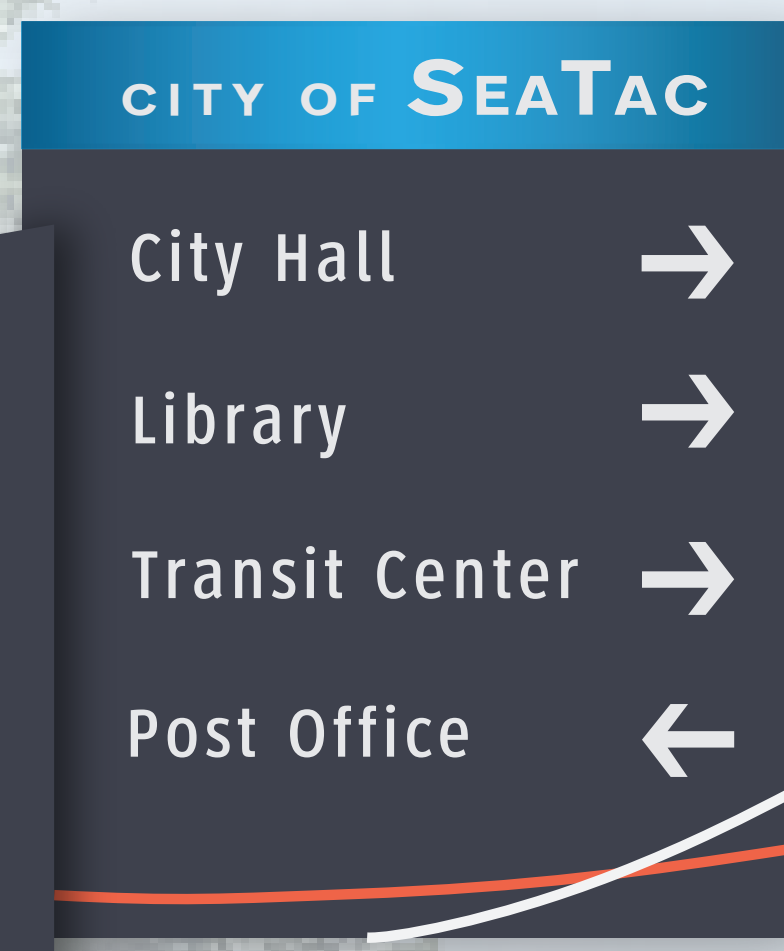 CITY OF SEATAC
City Hall →
Library →
Transit Center →
Post Office ←